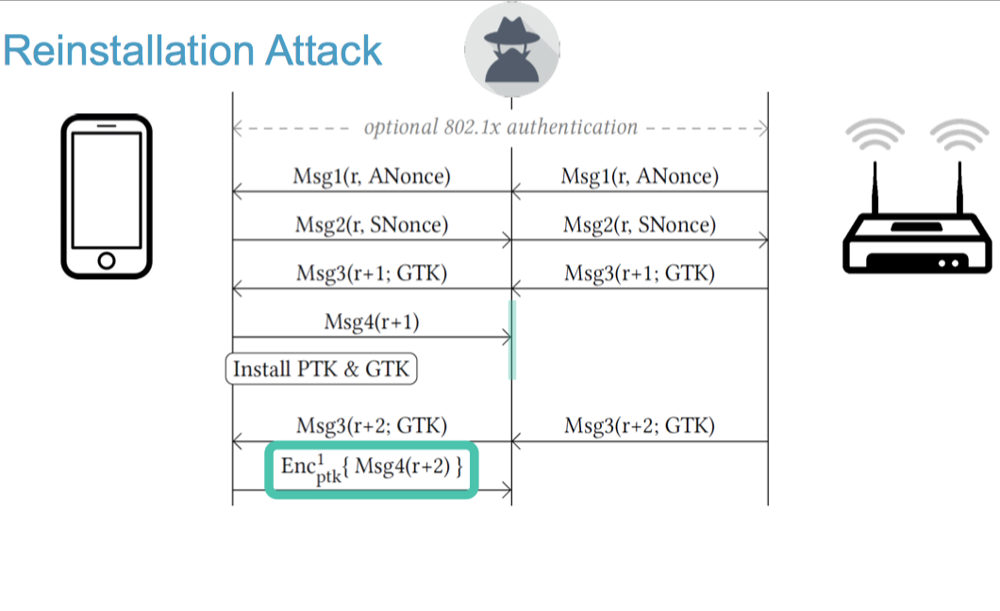 Reinstallation Attack
optional 802.1x authentication
Msg1(r, ANonce)
Msg1(r, ANonce)
Msg2(r, SNonce)
Msg2(r, SNonce)
Msg3(r+1; GTK)
Msg3(r+1; GTK)
Msg4(r+1)
Install PTK & GTK
Msg3(r+2; GTK)
Msg3(r+2; GTK)
Enc¹ptk{ Msg4(r+2) }